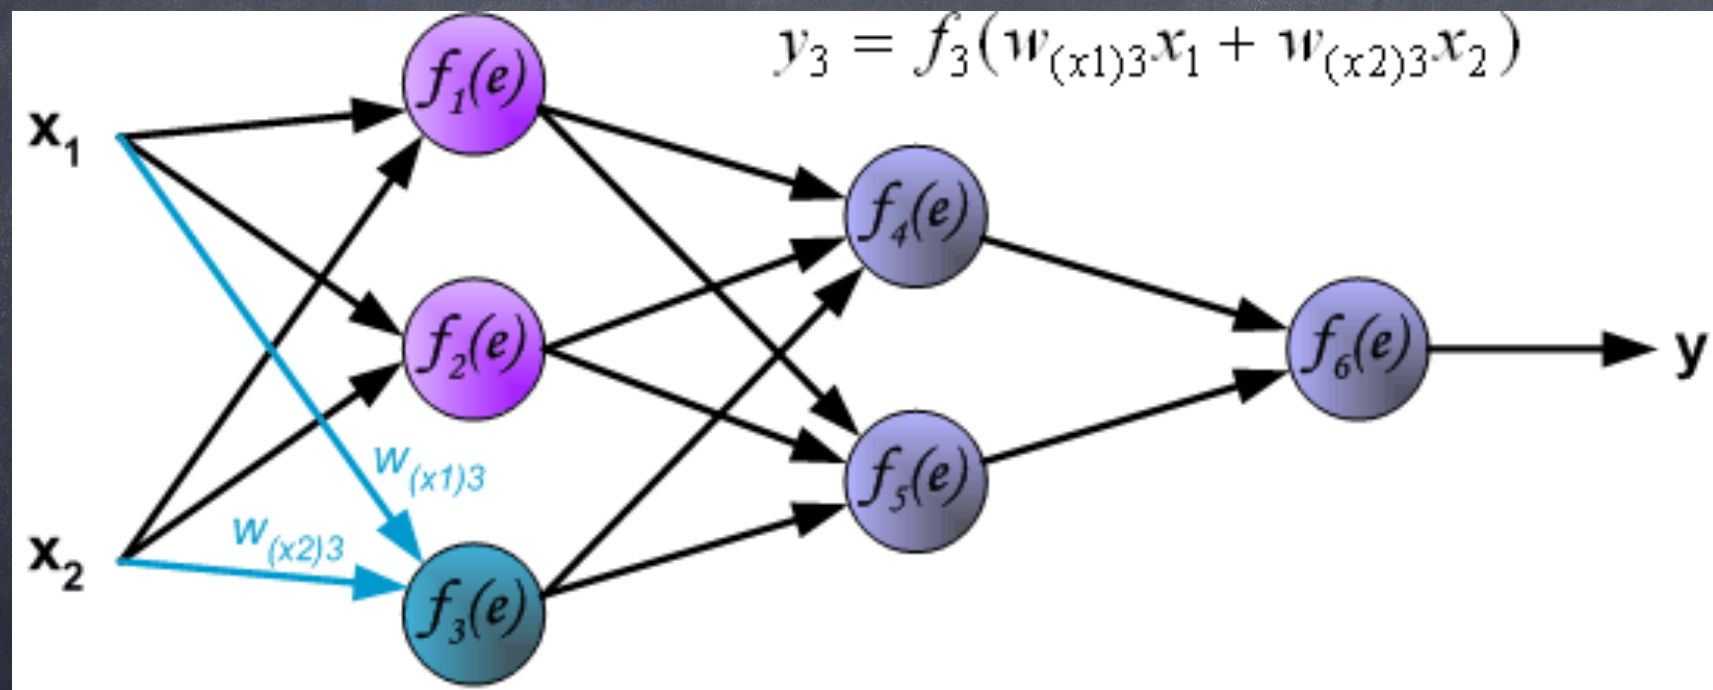 y₃ = f₃(w₍ₓ₁₎₃x₁ + w₍ₓ₂₎₃x₂)
f₁(e)
x₁
f₄(e)
f₂(e)
f₆(e)
y
w₍ₓ₁₎₃
f₅(e)
w₍ₓ₂₎₃
x₂
f₃(e)